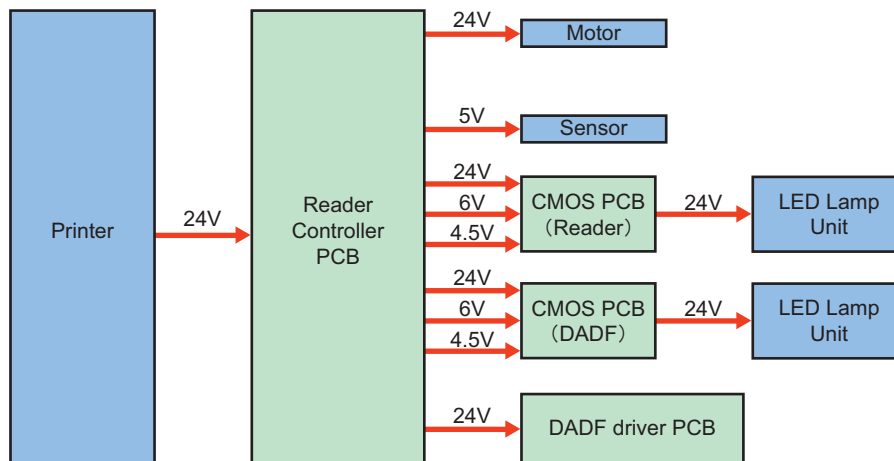 Printer
24V
Reader
Controller
PCB
24V
Motor
5V
Sensor
24V
6V
4.5V
CMOS PCB
（Reader）
24V
LED Lamp
Unit
24V
6V
4.5V
CMOS PCB
（DADF）
24V
LED Lamp
Unit
24V
DADF driver PCB